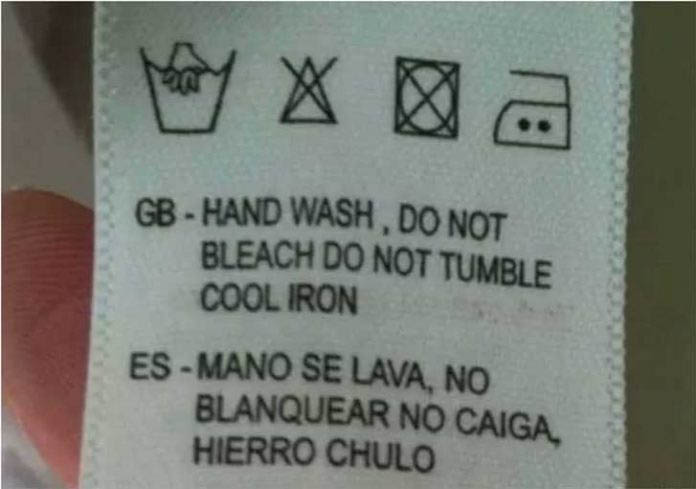 GB - HAND WASH , DO NOT
BLEACH DO NOT TUMBLE
COOL IRON
ES - MANO SE LAVA, NO
BLANQUEAR NO CAIGA,
HIERRO CHULO